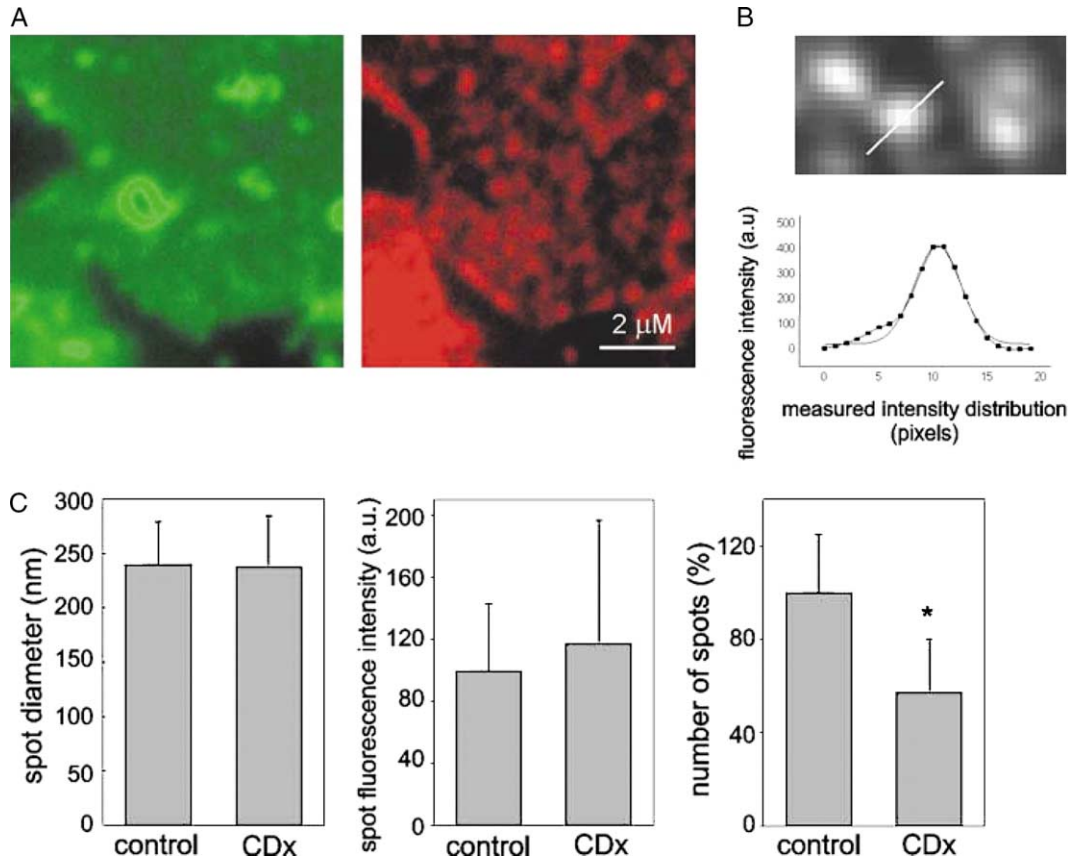 A
B
2 µM
fluorescence intensity (a.u)
500
400
300
200
100
0
0 5 10 15 20
measured intensity distribution
(pixels)
C
spot diameter (nm)
300
250
200
150
100
50
0
control CDx
spot fluorescence intensity (a.u.)
200
160
120
80
40
0
control CDx
number of spots (%)
120
80
40
0
*
control CDx